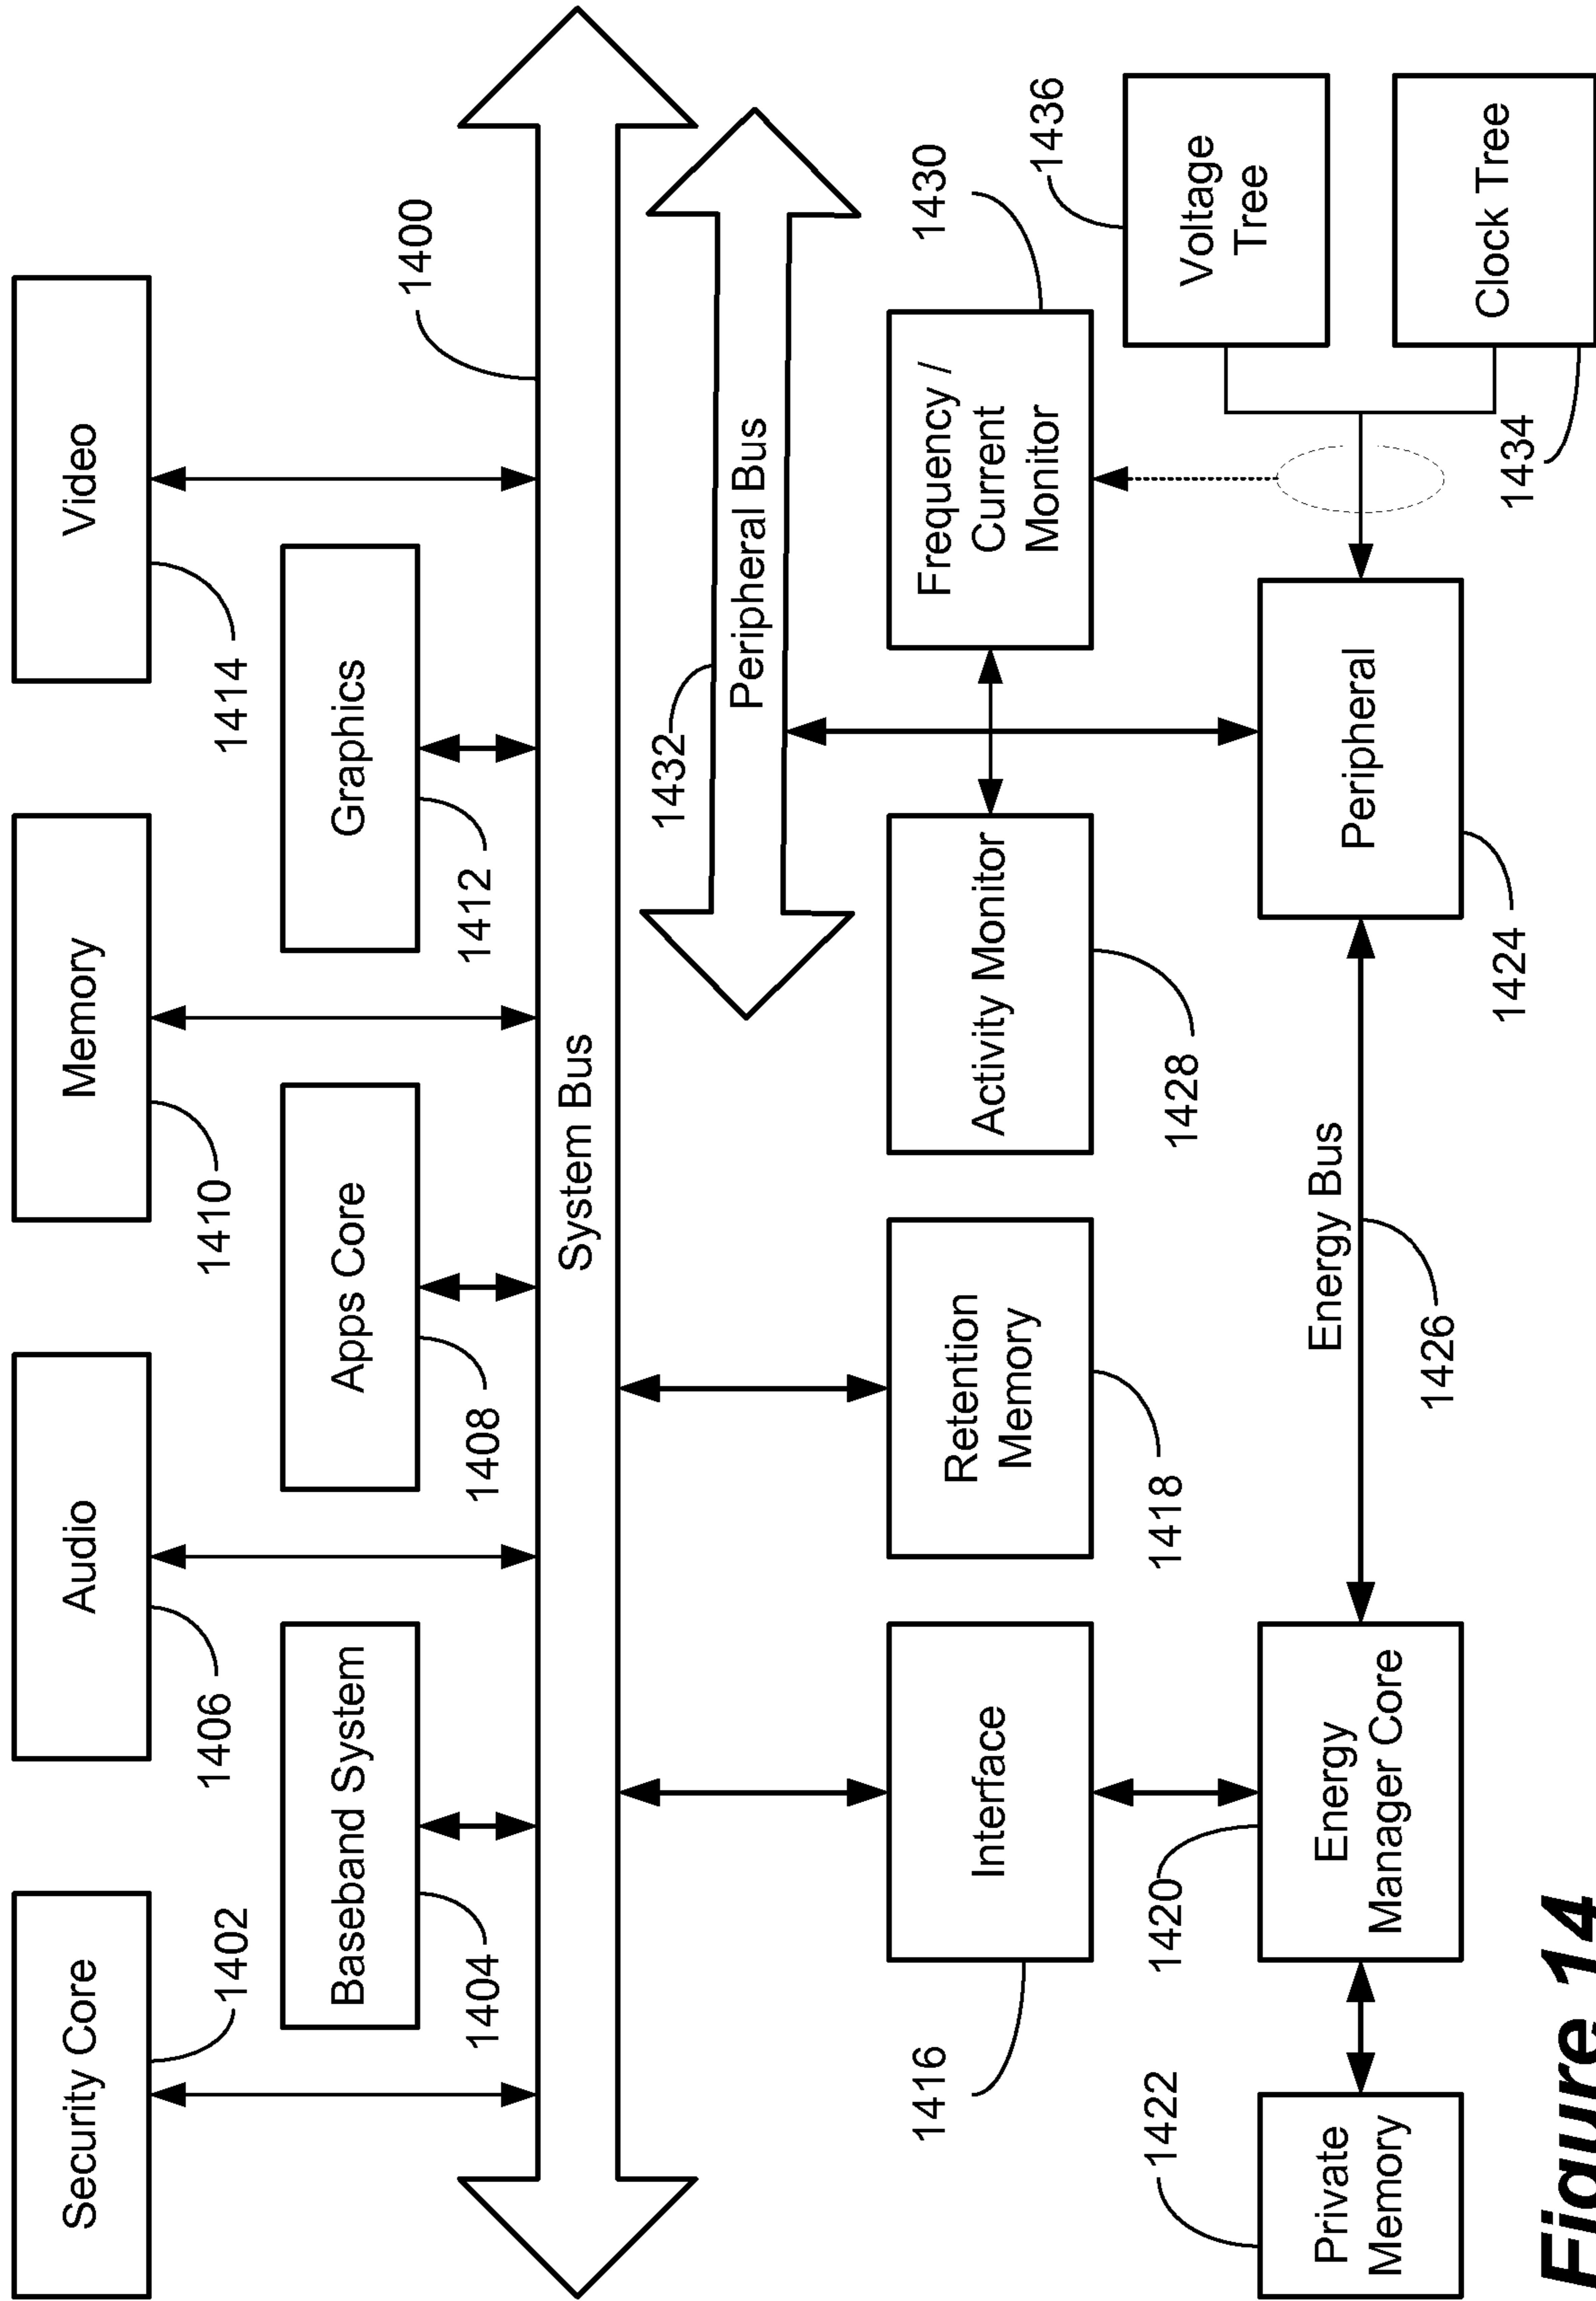 Security Core
Audio
Memory
Video
1402
1406
1410
1414
Baseband System
Apps Core
Graphics
1404
1408
1412
1400
System Bus
1432
Peripheral Bus
1416
Interface
Retention
Memory
Activity Monitor
Frequency /
Current
Monitor
1430
1436
1422
1420
1418
1428
Voltage
Tree
Private
Memory
Energy
Manager Core
Energy Bus
1426
Peripheral
1424
Clock Tree
1434
Figure 14